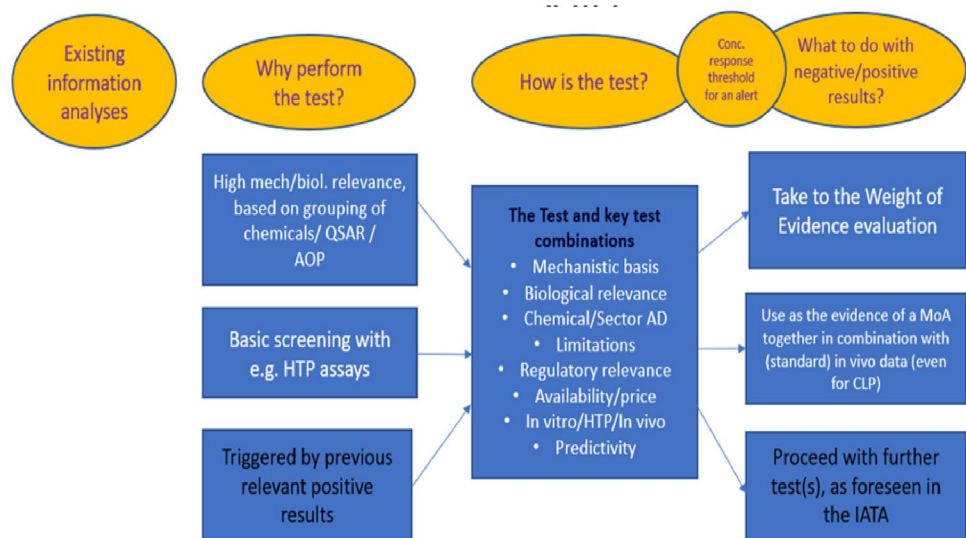 Existing
information
analyses
Why perform
the test?
How is the test?
Conc.
response
threshold
for an alert
What to do with
negative/positive
results?
High mech/biol. relevance,
based on grouping of
chemicals/ QSAR /
AOP
Basic screening with
e.g. HTP assays
Triggered by previous
relevant positive
results
The Test and key test
combinations
• Mechanistic basis
• Biological relevance
• Chemical/Sector AD
• Limitations
• Regulatory relevance
• Availability/price
• In vitro/HTP/In vivo
• Predictivity
Take to the Weight of
Evidence evaluation
Use as the evidence of a MoA
together in combination with
(standard) in vivo data (even
for CLP)
Proceed with further
test(s), as foreseen in
the IATA